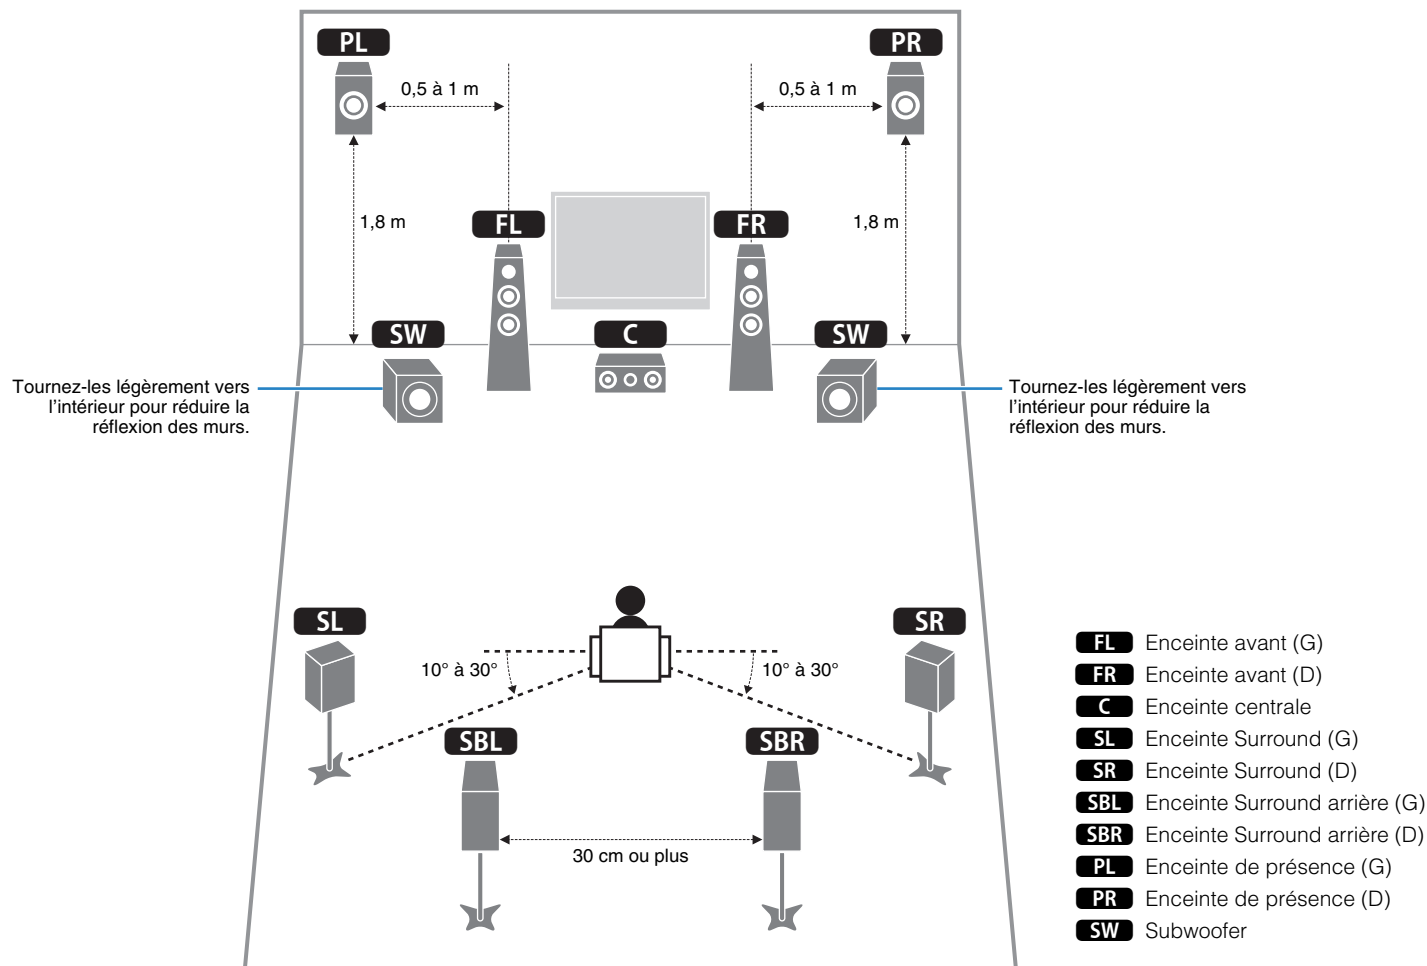 PL
PR
0,5 à 1 m
0,5 à 1 m
1,8 m
FL
FR
1,8 m
SW
C
SW
Tournez-les légèrement vers
l'intérieur pour réduire la
réflexion des murs.
Tournez-les légèrement vers
l'intérieur pour réduire la
réflexion des murs.
SL
SR
10° à 30°
10° à 30°
SBL
SBR
30 cm ou plus
FL Enceinte avant (G)
FR Enceinte avant (D)
C Enceinte centrale
SL Enceinte Surround (G)
SR Enceinte Surround (D)
SBL Enceinte Surround arrière (G)
SBR Enceinte Surround arrière (D)
PL Enceinte de présence (G)
PR Enceinte de présence (D)
SW Subwoofer